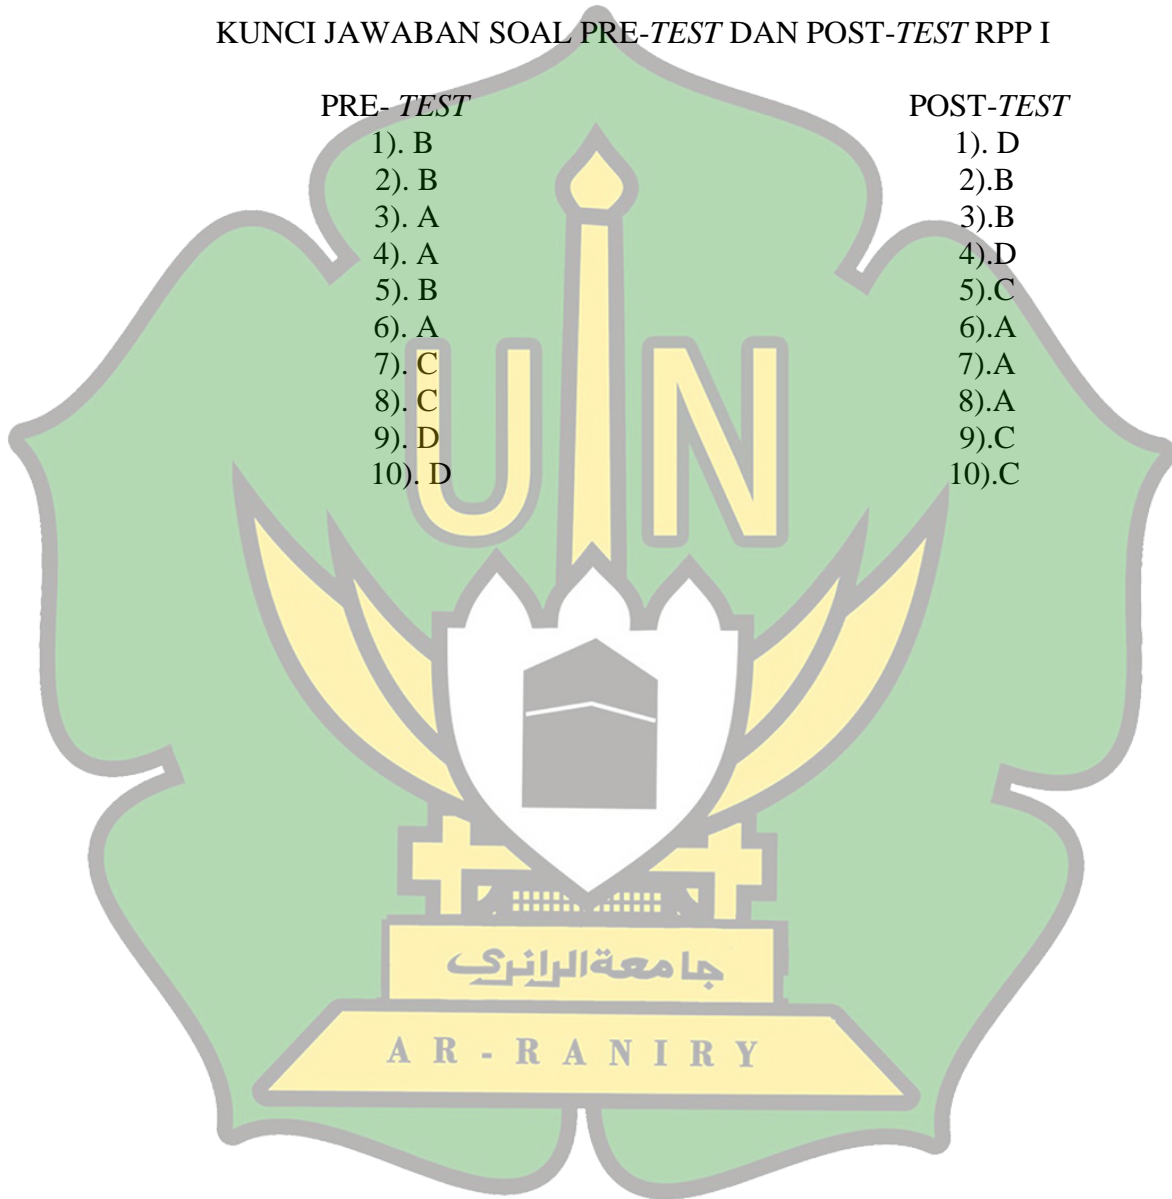 KUNCI JAWABAN SOAL PRE-TEST DAN POST-TEST RPP I
PRE- TEST
1). B
2). B
3). A
4). A
5). B
6). A
7). C
8). C
9). D
10). D
POST-TEST
1). D
2).B
3).B
4).D
5).C
6).A
7).A
8).A
9).C
10).C
UIN
جامعة الرانري
AR-RANIRY